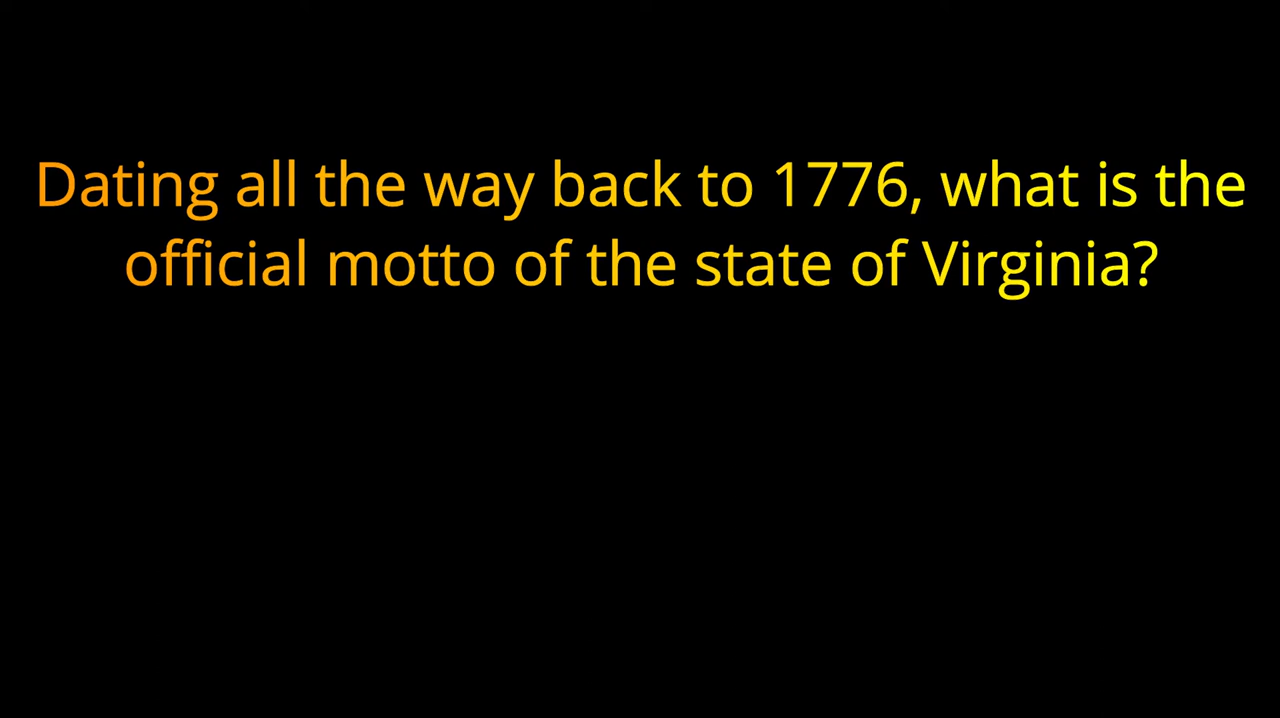 Dating all the way back to 1776, what is the
official motto of the state of Virginia?